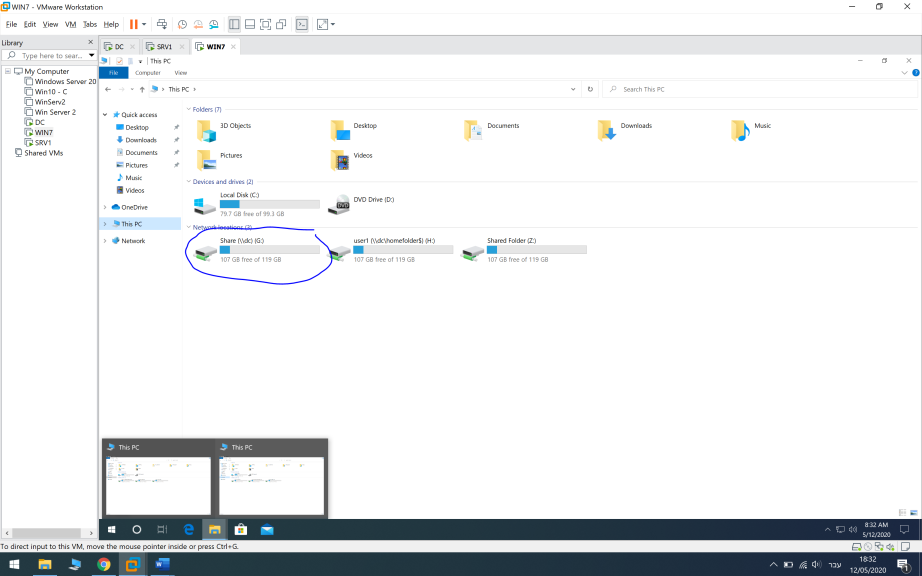 WIN7 - VMware Workstation
File Edit View VM Tabs Help
Library
Type here to sear...
My Computer
Windows Server 20
Win10 - C
WinServ2
Win Server 2
DC
WIN7
SRV1
Shared VMs
DC SRV1 WIN7
This PC
File Computer View
This PC
Search This PC
Quick access
Desktop
Downloads
Documents
Pictures
Music
Videos
OneDrive
This PC
Network
Folders (7)
3D Objects
Desktop
Documents
Downloads
Music
Pictures
Videos
Devices and drives (2)
Local Disk (C:)
79.7 GB free of 99.3 GB
DVD Drive (D:)
DVD
Network locations (3)
Share (\\dc) (G:)
107 GB free of 119 GB
user1 (\\dc\homefolder$) (H:)
107 GB free of 119 GB
Shared Folder (Z:)
107 GB free of 119 GB
This PC
This PC
8:32 AM
5/12/2020
To direct input to this VM, move the mouse pointer inside or press Ctrl+G.
עבר
18:32
12/05/2020